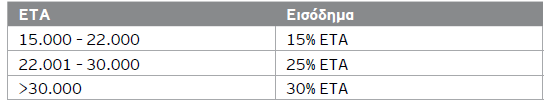 ΕΤΑ Εισόδημα
15.000 - 22.000 15% ΕΤΑ
22.001 - 30.000 25% ΕΤΑ
>30.000 30% ΕΤΑ